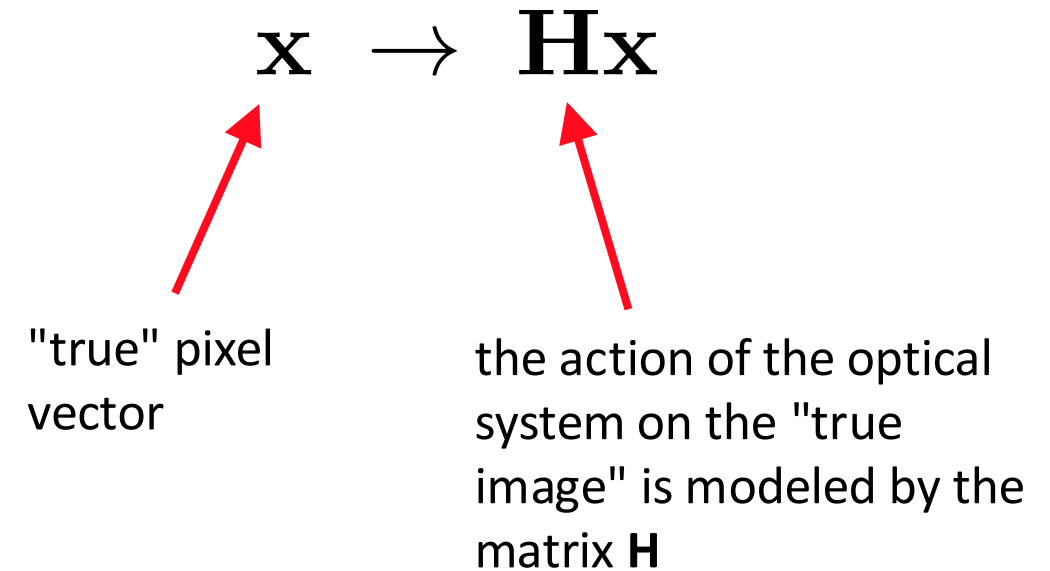 x → Hx
"true" pixel
vector
the action of the optical
system on the "true
image" is modeled by the
matrix H